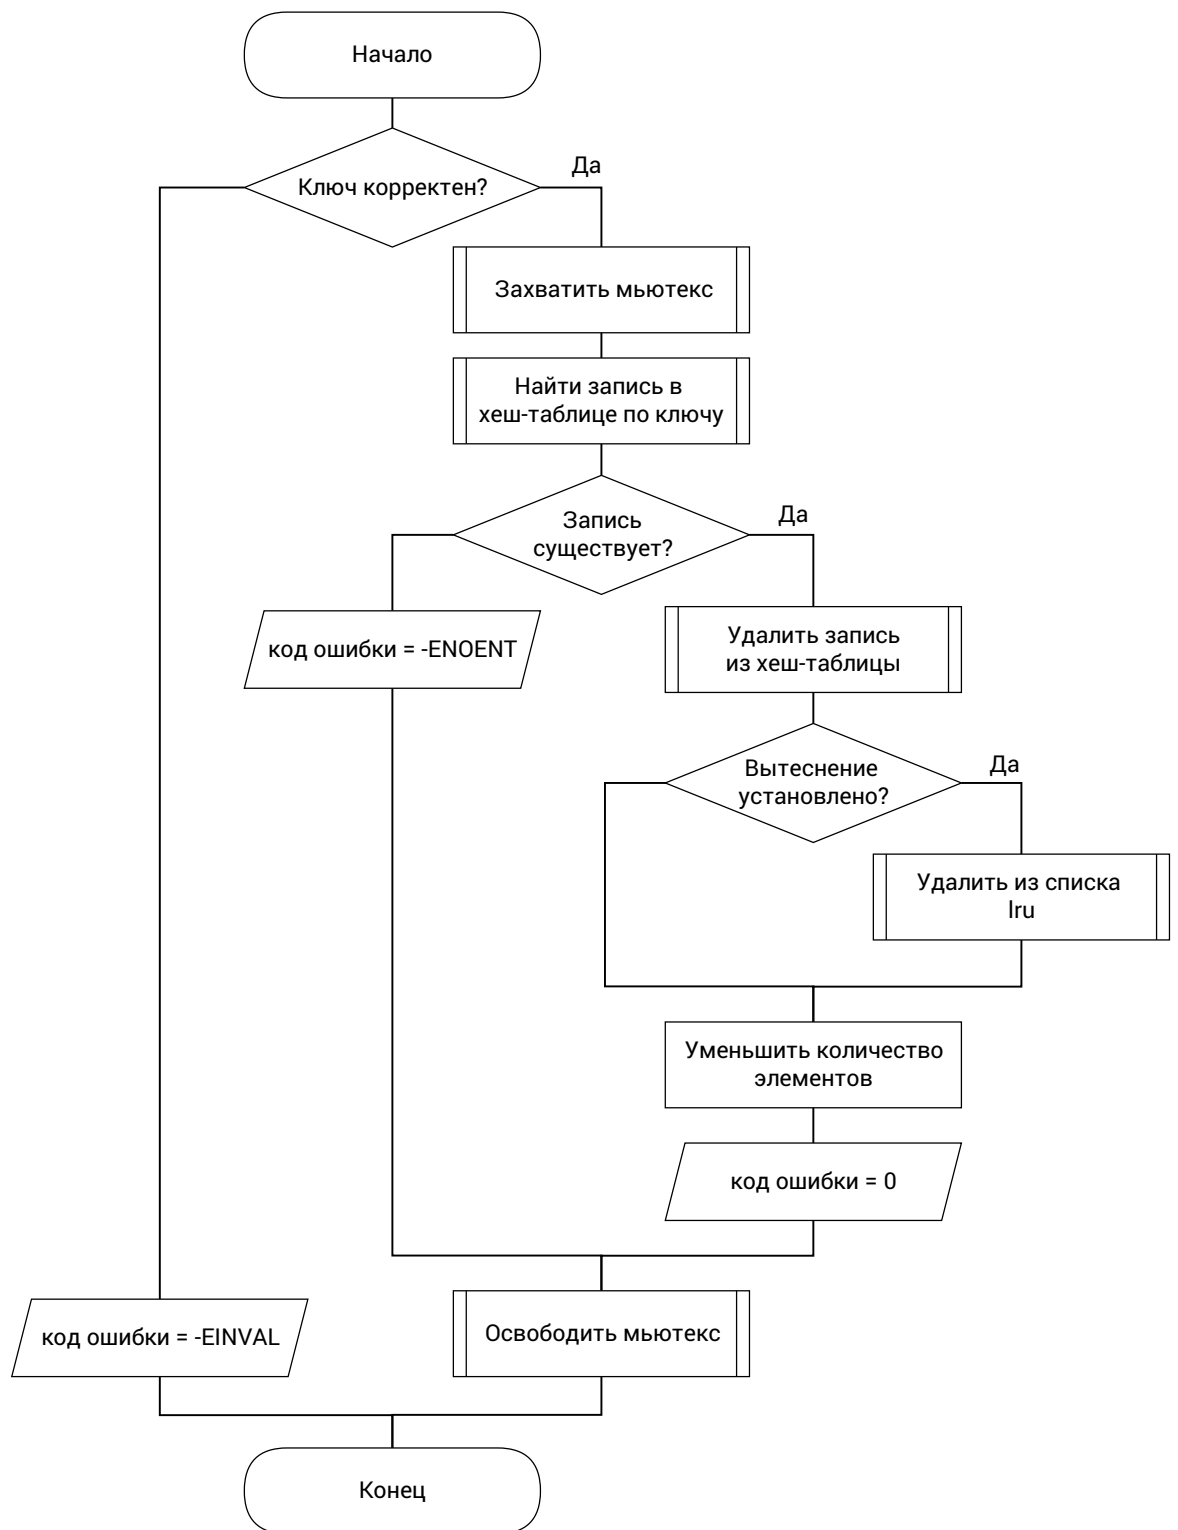 Начало
Ключ корректен?
Да
Захватить мьютекс
Найти запись в
хеш-таблице по ключу
Запись
существует?
Да
код ошибки = -ENOENT
Удалить запись
из хеш-таблицы
Вытеснение
установлено?
Да
Удалить из списка
lru
Уменьшить количество
элементов
код ошибки = 0
код ошибки = -EINVAL
Освободить мьютекс
Конец